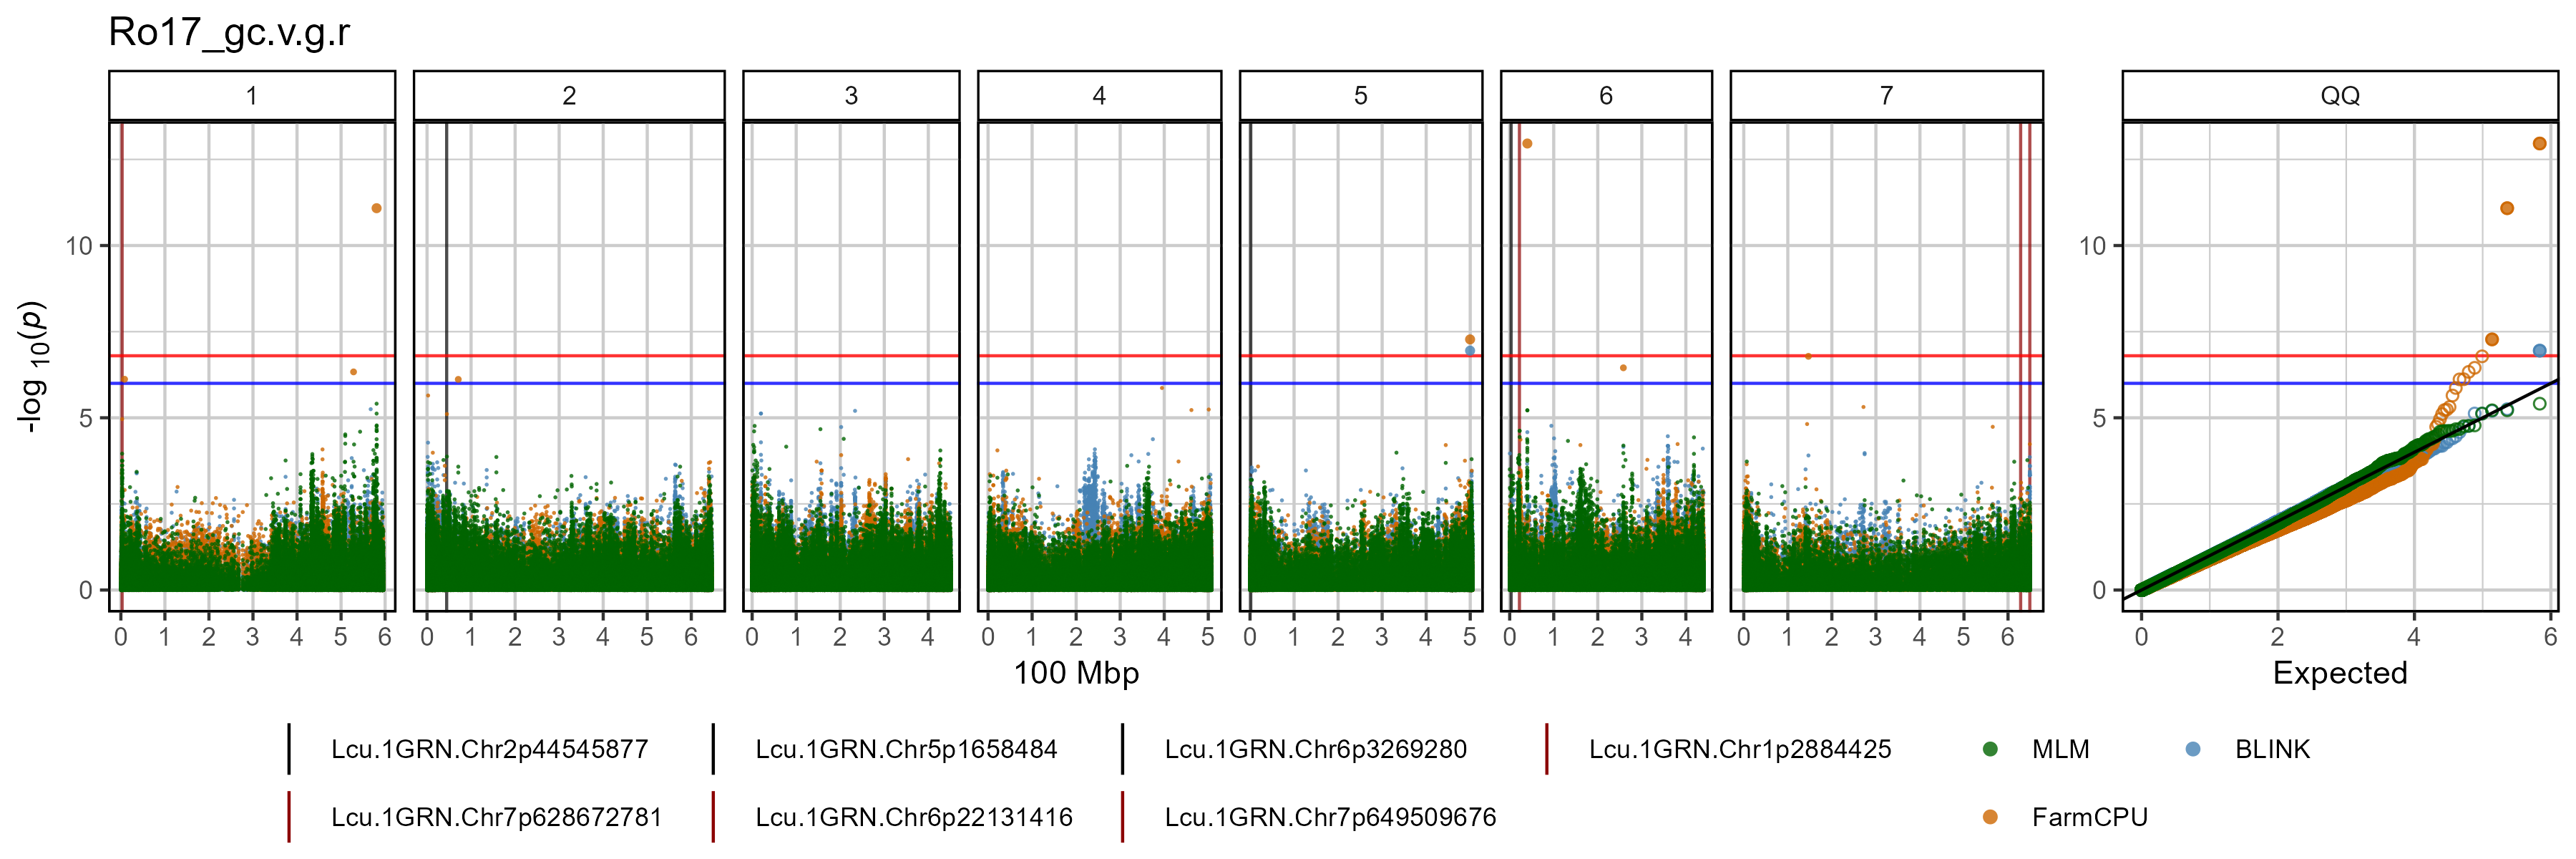 Ro17_gc.v.g.r
1 2 3 4 5 6 7 QQ
-log 10(p)
10 5 0
10 5 0
0 1 2 3 4 5 6 0 1 2 3 4 5 6 0 1 2 3 4 0 1 2 3 4 5 0 1 2 3 4 5 0 1 2 3 4 0 1 2 3 4 5 6 0 2 4 6
100 Mbp Expected
Lcu.1GRN.Chr2p44545877 Lcu.1GRN.Chr5p1658484 Lcu.1GRN.Chr6p3269280 Lcu.1GRN.Chr1p2884425 MLM BLINK
Lcu.1GRN.Chr7p628672781 Lcu.1GRN.Chr6p22131416 Lcu.1GRN.Chr7p649509676 FarmCPU